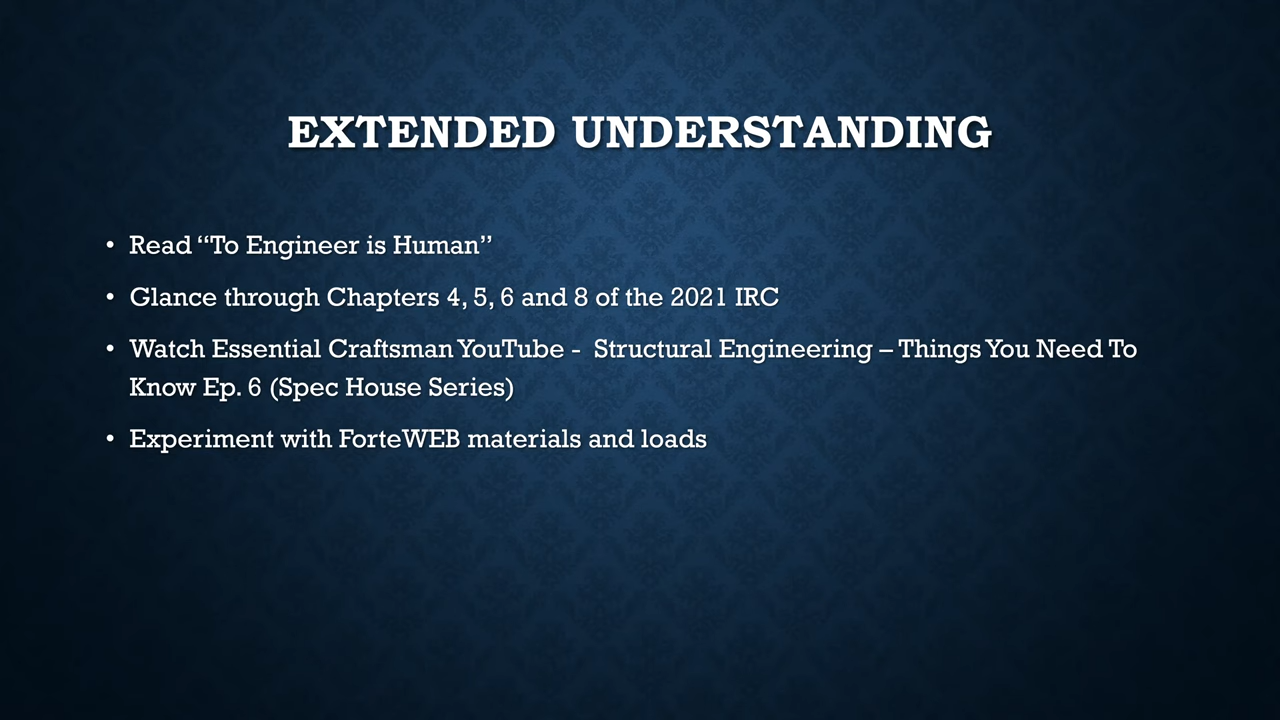 EXTENDED UNDERSTANDING
• Read “To Engineer is Human”
• Glance through Chapters 4, 5, 6 and 8 of the 2021 IRC
• Watch Essential Craftsman YouTube -  Structural Engineering – Things You Need To
Know Ep. 6 (Spec House Series)
• Experiment with ForteWEB materials and loads